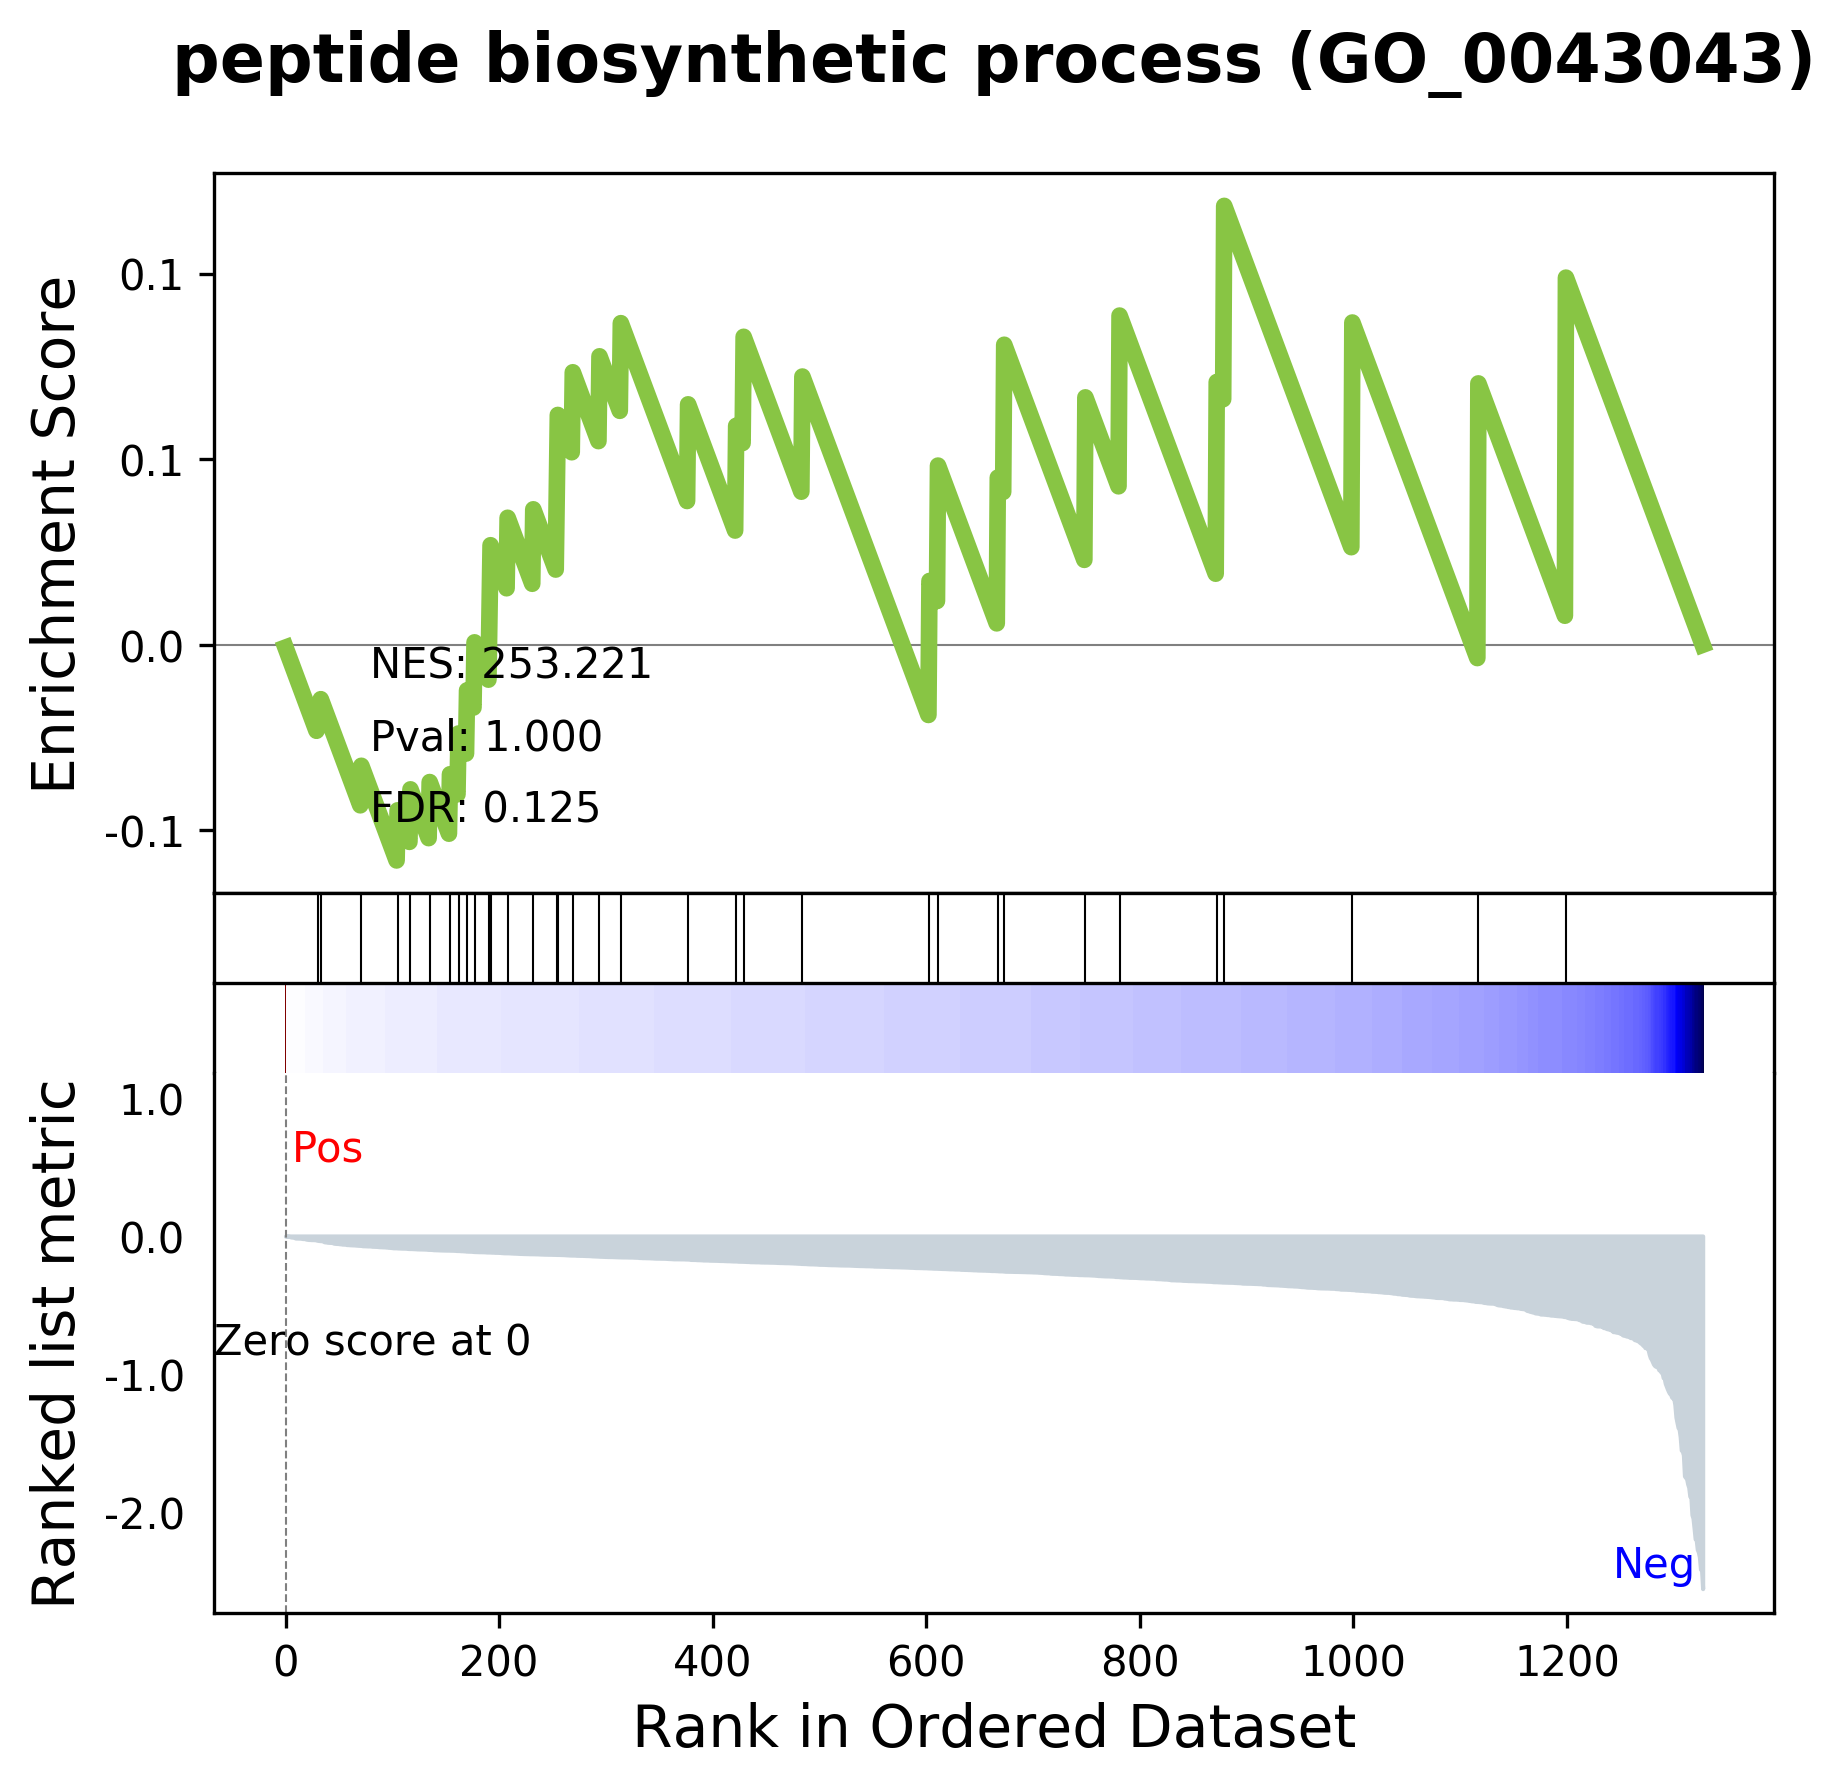 peptide biosynthetic process (GO_0043043)
Enrichment Score
0.1
0.1
0.0
-0.1
NES: 253.221
Pval: 1.000
FDR: 0.125
Ranked list metric
1.0
0.0
-1.0
-2.0
Pos
Zero score at 0
Neg
0 200 400 600 800 1000 1200
Rank in Ordered Dataset